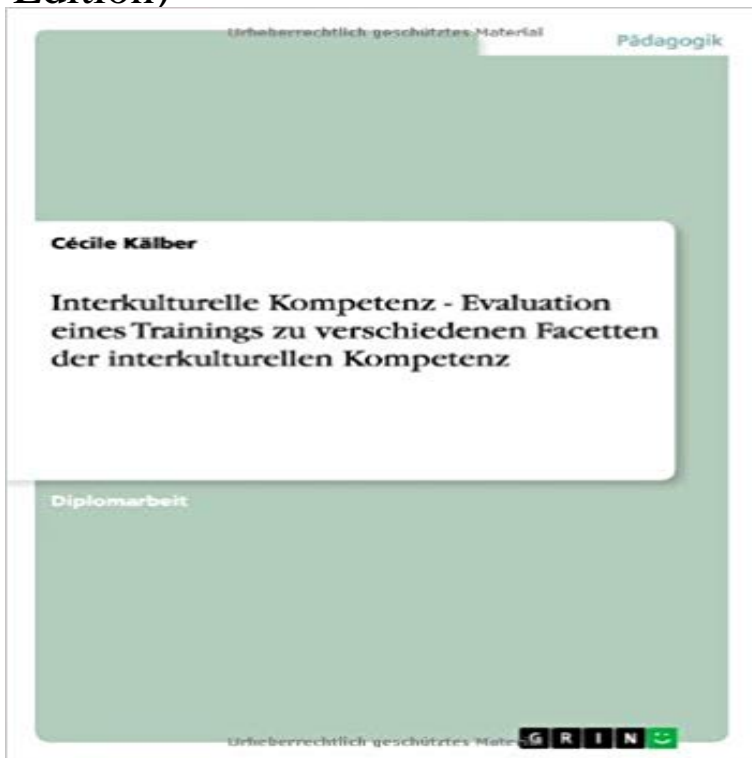 Edition)
Urheberrechtlich geschütztes Material
Pädagogik
Cécile Kälber
Interkulturelle Kompetenz - Evaluation
eines Trainings zu verschiedenen Facetten
der interkulturellen Kompetenz
Diplomarbeit
Urheberrechtlich geschütztes Mate
GRIN